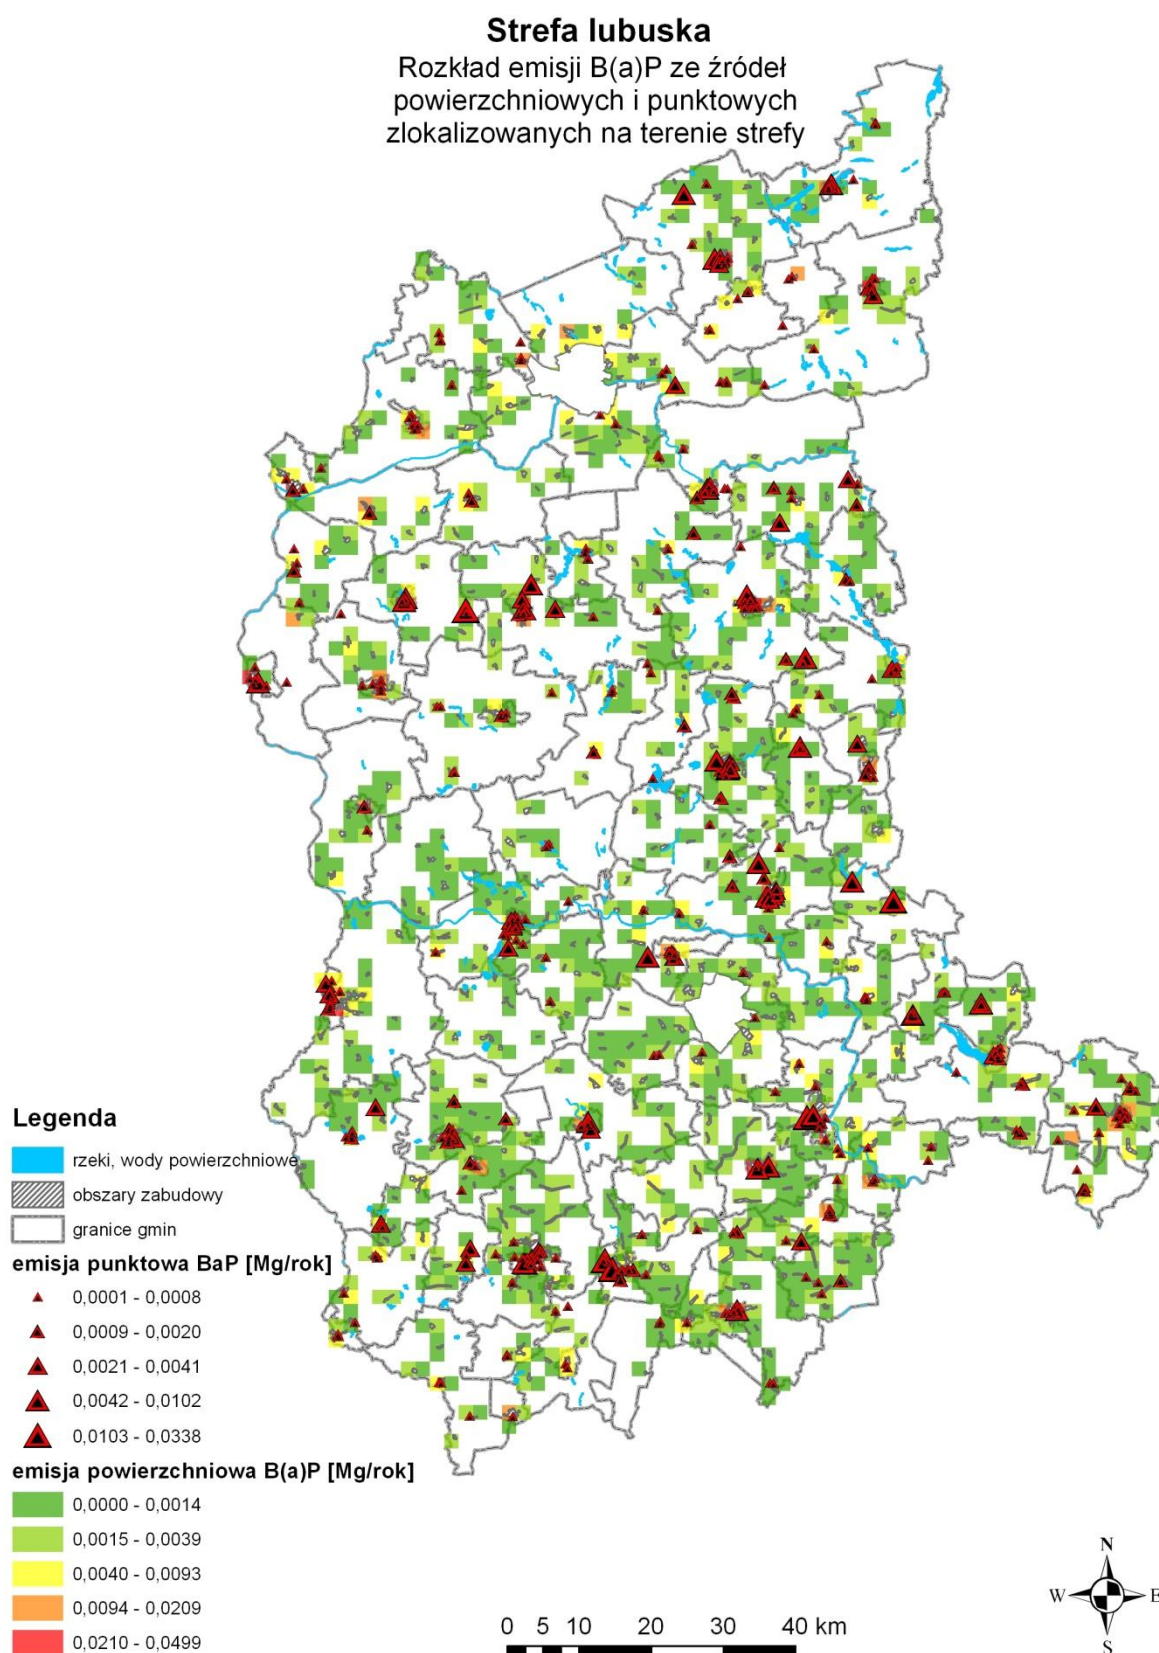 Strefa lubuska
Rozkład emisji B(a)P ze źródeł
powierzchniowych i punktowych
zlokalizowanych na terenie strefy
Legenda
rzeki, wody powierzchniowe
obszary zabudowy
granice gmin
emisja punktowa BaP [Mg/rok]
0,0001 - 0,0008
0,0009 - 0,0020
0,0021 - 0,0041
0,0042 - 0,0102
0,0103 - 0,0338
emisja powierzchniowa B(a)P [Mg/rok]
0,0000 - 0,0014
0,0015 - 0,0039
0,0040 - 0,0093
0,0094 - 0,0209
0,0210 - 0,0499
0 5 10 20 30 40 km
N
W E
S